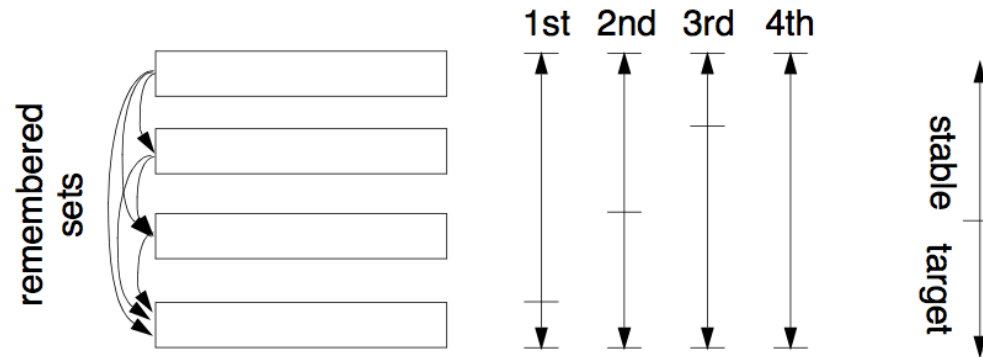 1st 2nd 3rd 4th
remembered
sets
stable
target